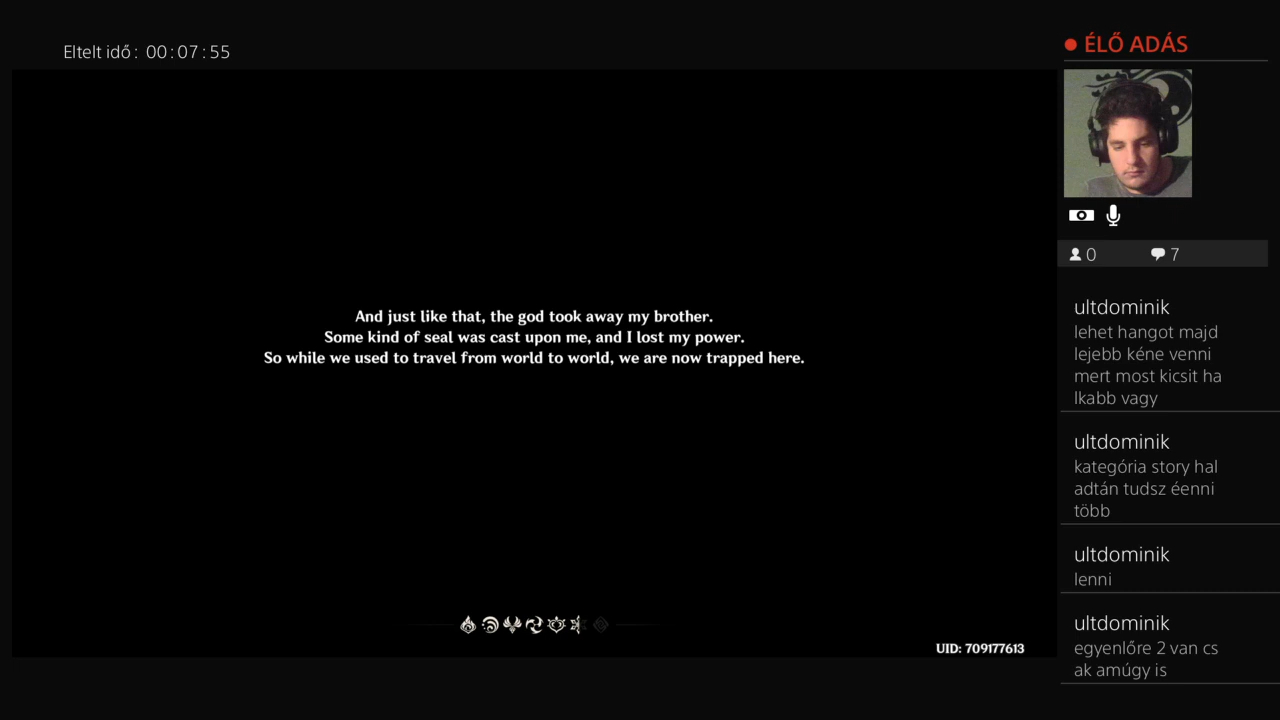 Eltelt idő: 00:07:55
ÉLŐ ADÁS
And just like that, the god took away my brother.
Some kind of seal was cast upon me, and I lost my power.
So while we used to travel from world to world, we are now trapped here.
UID: 709177613
0
7
ultdominik
lehet hangot majd
lejebb kéne venni
mert most kicsit ha
lkabb vagy
ultdominik
kategória story hal
adtán tudsz éenni
több
ultdominik
lenni
ultdominik
egyenlőre 2 van cs
ak amúgy is